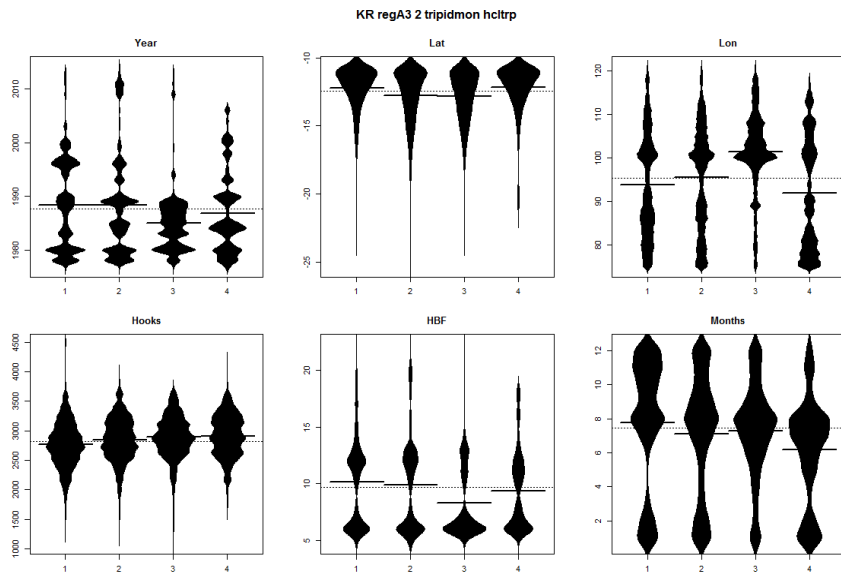 KR regA3 2 tripidmon hcltrp
Year
Lat
Lon
1980 1990 2000 2010
1 2 3 4
-25 -20 -15 -10
1 2 3 4
80 90 100 110 120
1 2 3 4
Hooks
HBF
Months
1000 1500 2000 2500 3000 3500 4000 4500
1 2 3 4
5 10 15 20
1 2 3 4
2 4 6 8 10 12
1 2 3 4